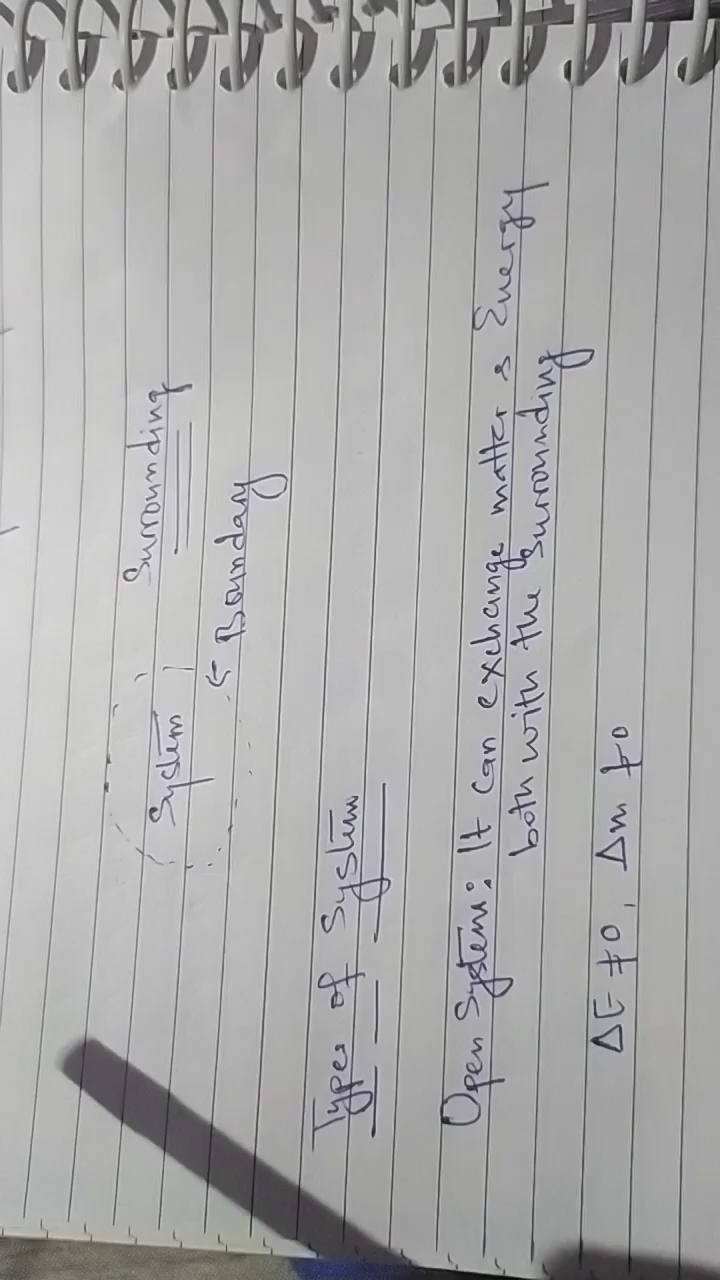 Surrounding
System
← Boundary
Types of System
Open System: It can exchange matter & Energy
both with the surrounding
ΔE ≠ 0, Δm ≠ 0